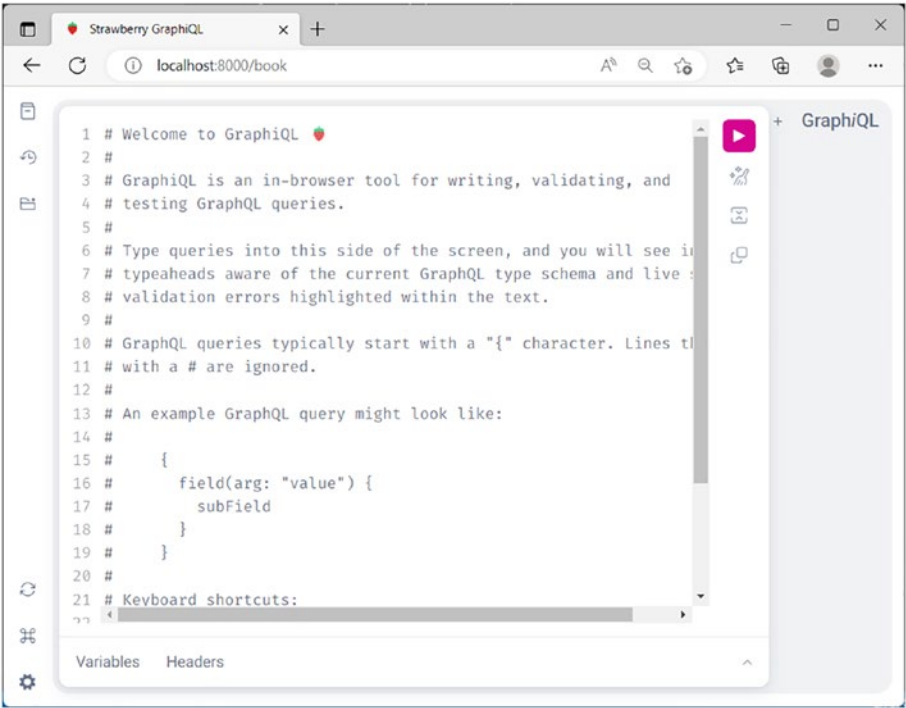 Strawberry GraphiQL
localhost:8000/book
+ GraphiQL
1 # Welcome to GraphiQL 🍓
2 #
3 # GraphiQL is an in-browser tool for writing, validating, and
4 # testing GraphQL queries.
5 #
6 # Type queries into this side of the screen, and you will see
7 # typeaheads aware of the current GraphQL type schema and live
8 # validation errors highlighted within the text.
9 #
10 # GraphQL queries typically start with a "{" character. Lines
11 # with a # are ignored.
12 #
13 # An example GraphQL query might look like:
14 #
15 #     {
16 #       field(arg: "value") {
17 #         subField
18 #       }
19 #     }
20 #
21 # Keyboard shortcuts:
22
Variables Headers